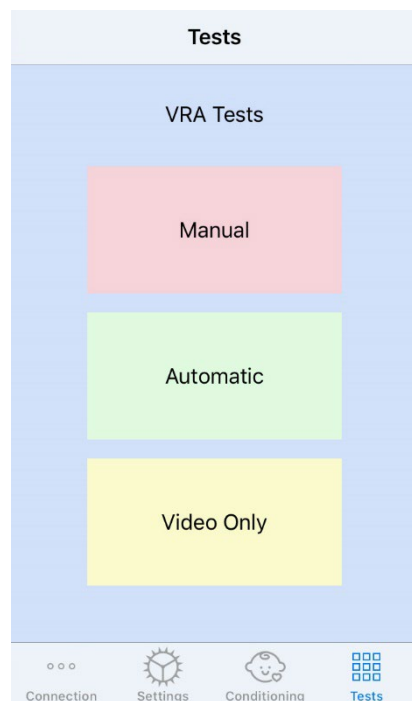 Tests
VRA Tests
Manual
Automatic
Video Only
Connection Settings Conditioning Tests